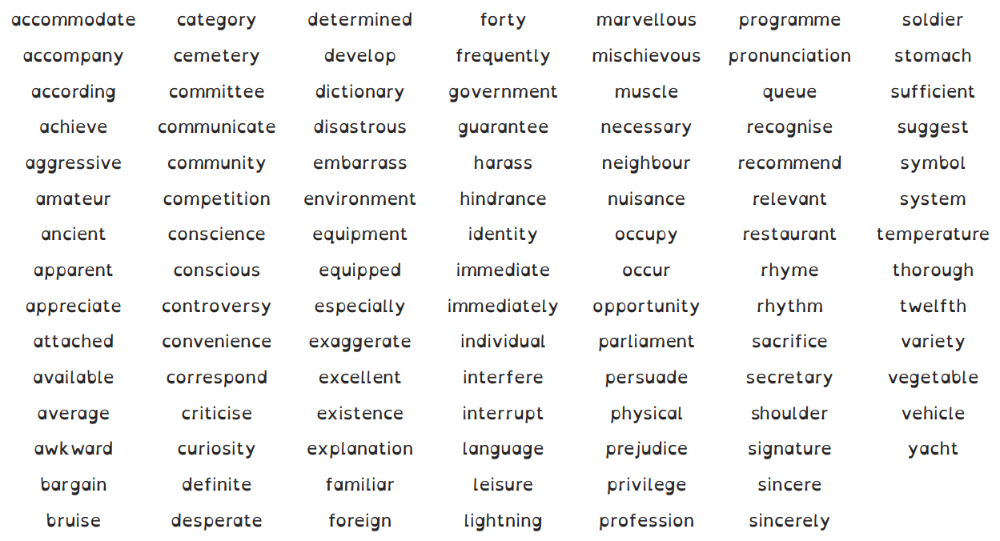 accommodate category determined forty marvellous programme soldier
accompany cemetery develop frequently mischievous pronunciation stomach
according committee dictionary government muscle queue sufficient
achieve communicate disastrous guarantee necessary recognise suggest
aggressive community embarrass harass neighbour recommend symbol
amateur competition environment hindrance nuisance relevant system
ancient conscience equipment identity occupy restaurant temperature
apparent conscious equipped immediate occur rhyme thorough
appreciate controversy especially immediately opportunity rhythm twelfth
attached convenience exaggerate individual parliament sacrifice variety
available correspond excellent interfere persuade secretary vegetable
average criticise existence interrupt physical shoulder vehicle
awkward curiosity explanation language prejudice signature yacht
bargain definite familiar leisure privilege sincere
bruise desperate foreign lightning profession sincerely